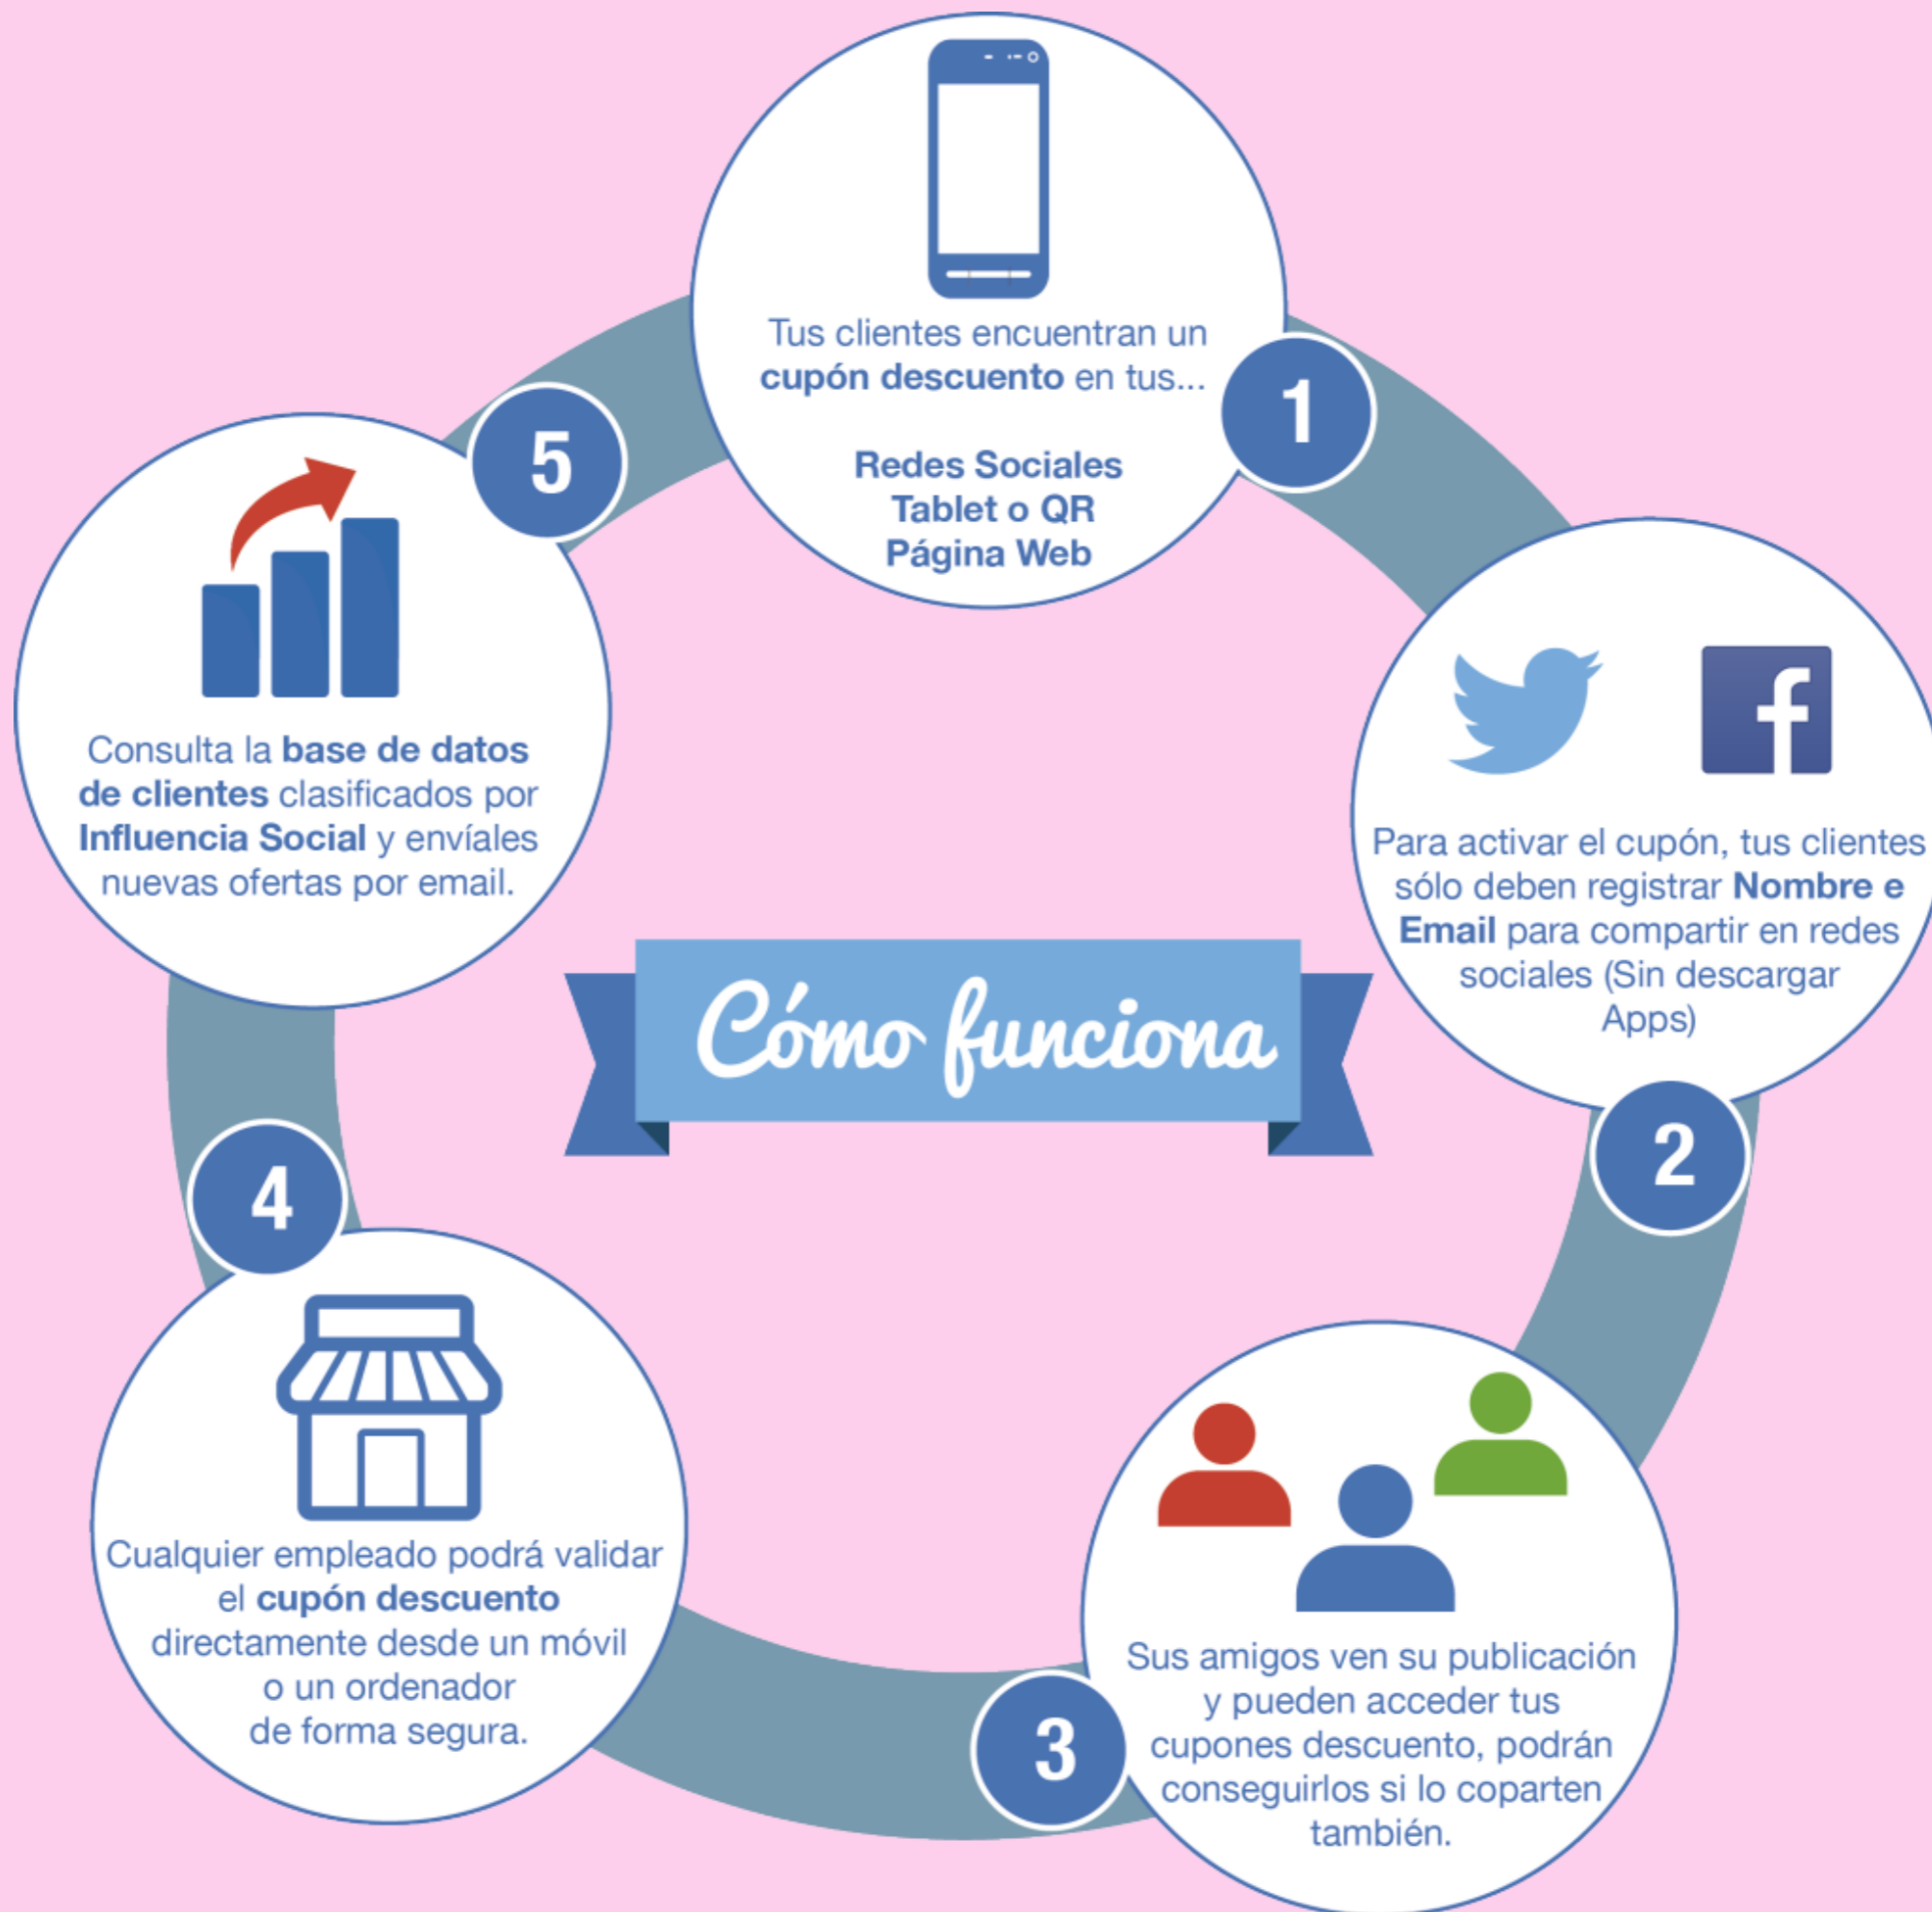 Tus clientes encuentran un
cupón descuento en tus...
Redes Sociales
Tablet o QR
Página Web
1
Para activar el cupón, tus clientes
sólo deben registrar Nombre e
Email para compartir en redes
sociales (Sin descargar
Apps)
2
Sus amigos ven su publicación
y pueden acceder tus
cupones descuento, podrán
conseguirlos si lo coparten
también.
3
Cualquier empleado podrá validar
el cupón descuento
directamente desde un móvil
o un ordenador
de forma segura.
4
Consulta la base de datos
de clientes clasificados por
Influencia Social y envíales
nuevas ofertas por email.
5
Cómo funciona